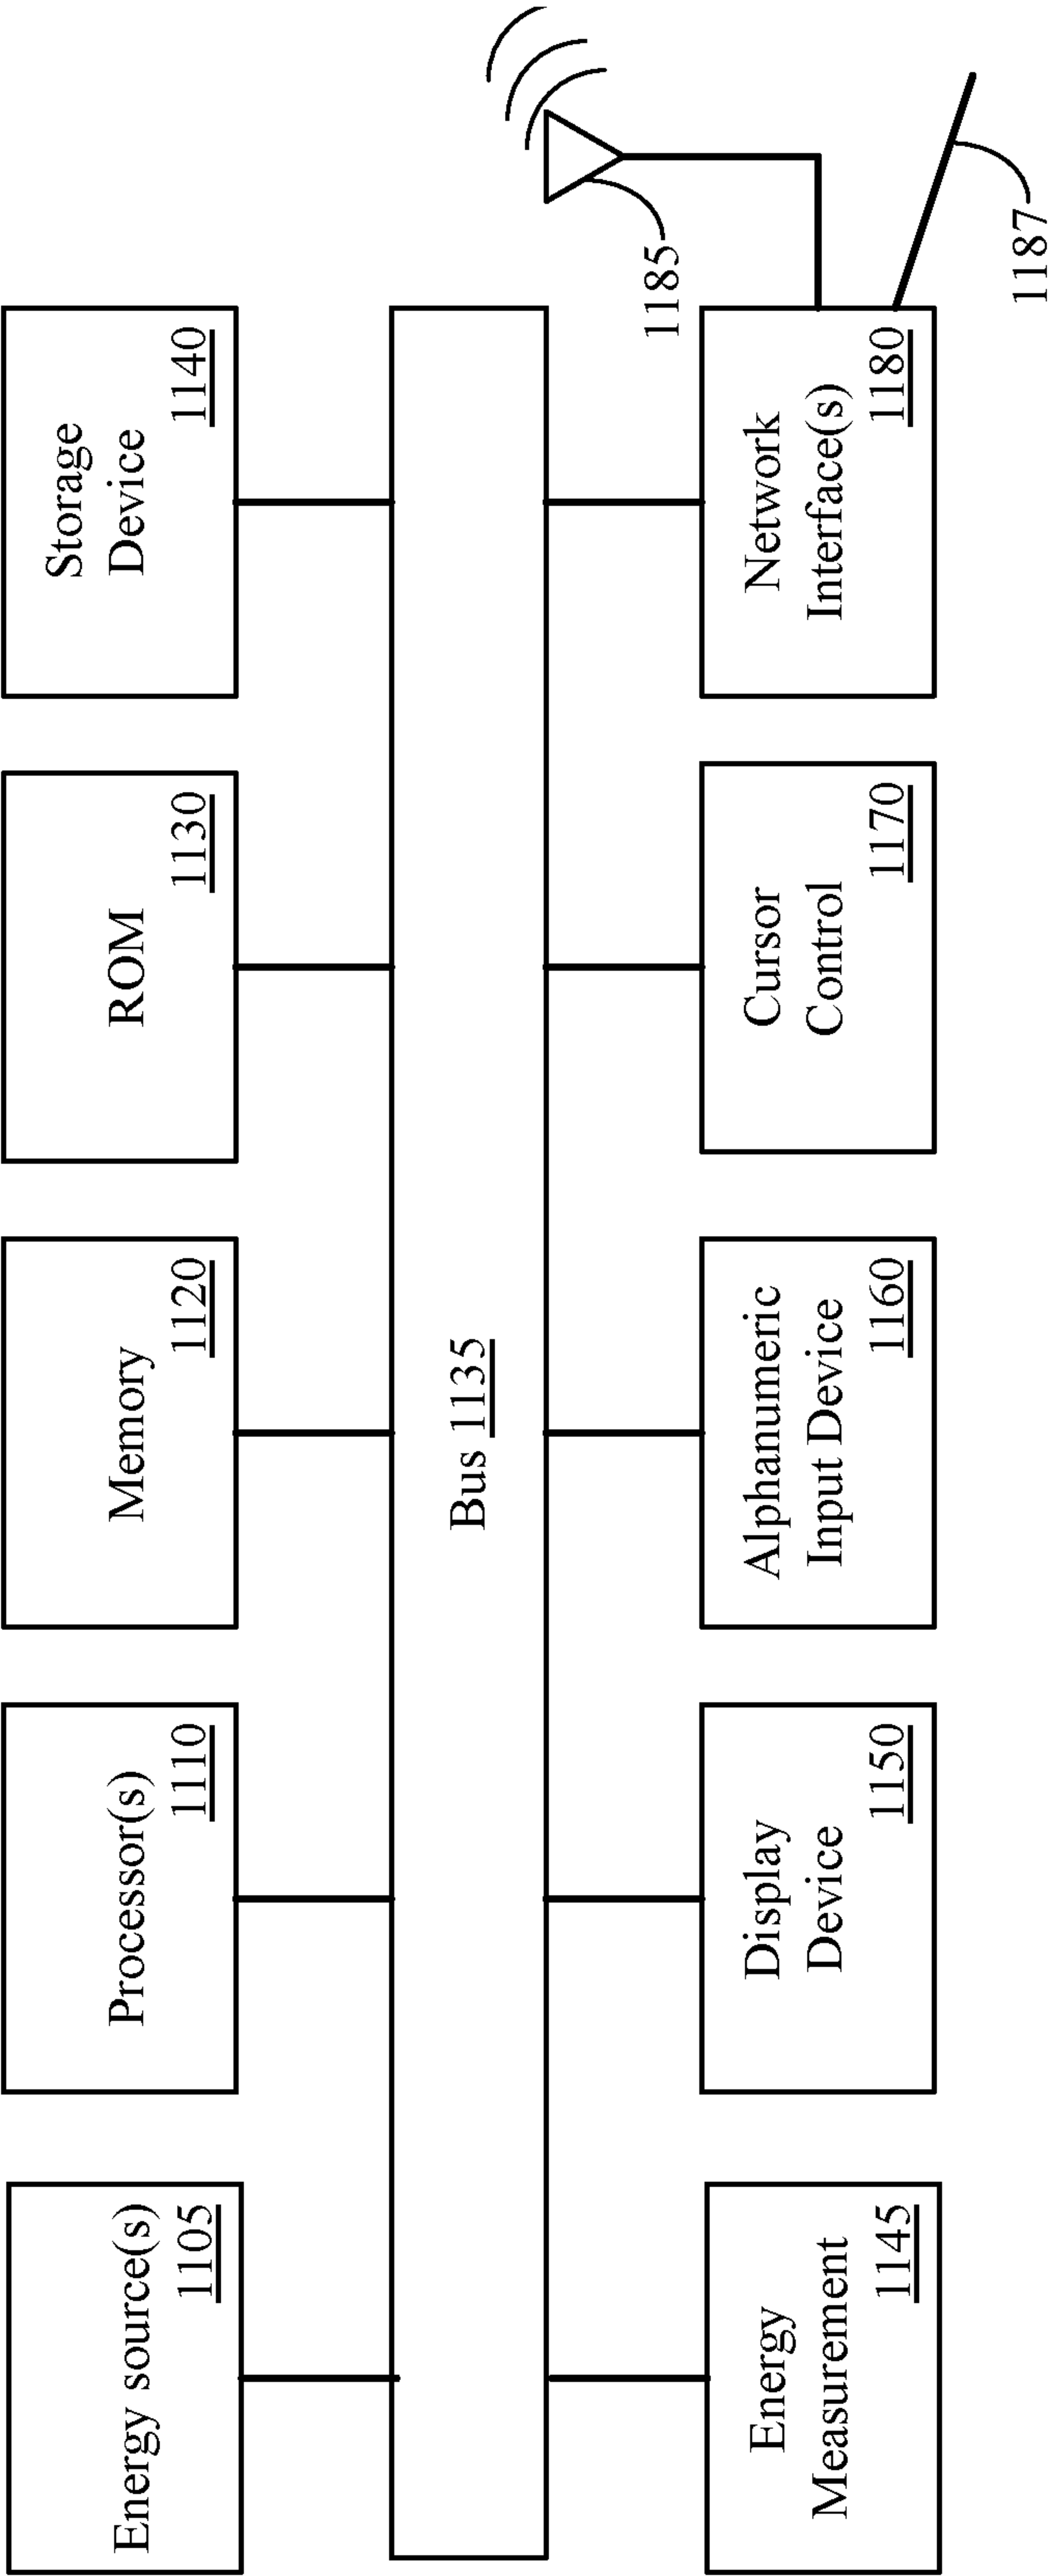 Energy source(s)
1105
Processor(s)
1110
Memory
1120
ROM
1130
Storage
Device
1140
Bus 1135
Energy
Measurement
1145
Display
Device
1150
Alphanumeric
Input Device
1160
Cursor
Control
1170
Network
Interface(s)
1180
1185
1187